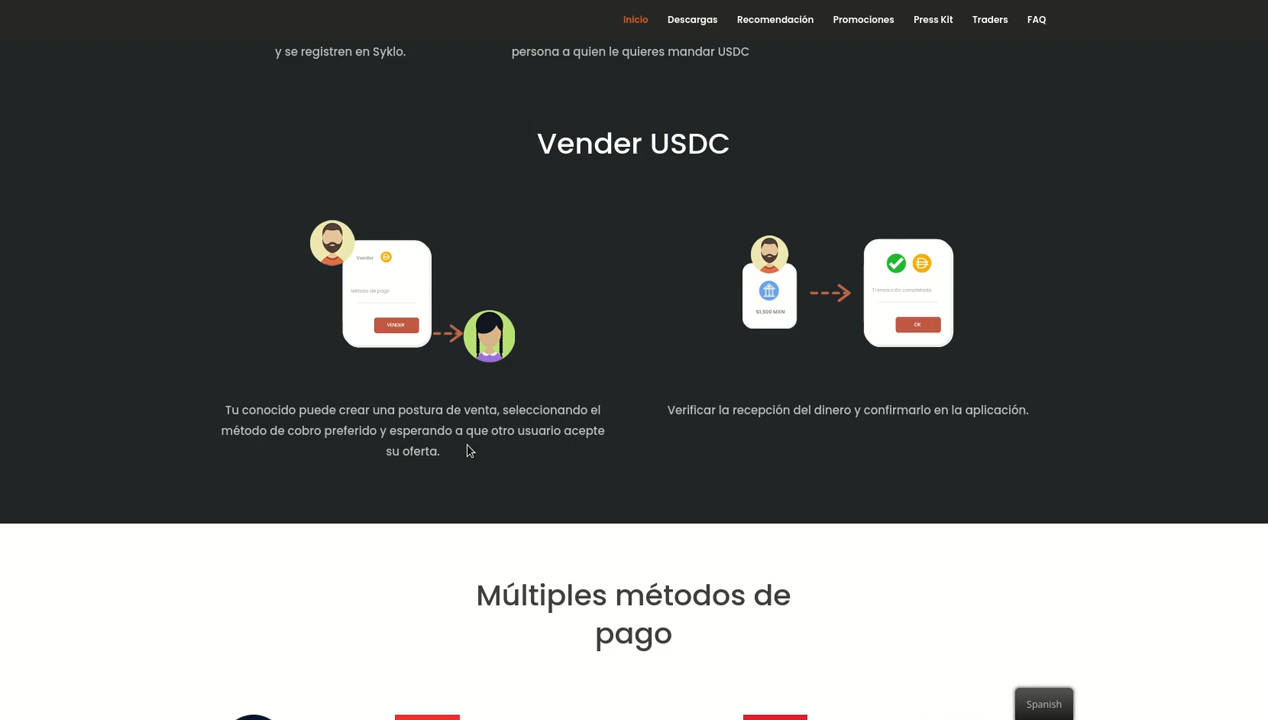 Inicio Descargas Recomendación Promociones Press Kit Traders FAQ
y se registren en Syklo.
persona a quien le quieres mandar USDC
Vender USDC
Vender
Método de pago
VENDER
$1,500 MXN
Transacción completada
OK
Tu conocido puede crear una postura de venta, seleccionando el
método de cobro preferido y esperando a que otro usuario acepte
su oferta.
Verificar la recepción del dinero y confirmarlo en la aplicación.
Múltiples métodos de
pago
Spanish